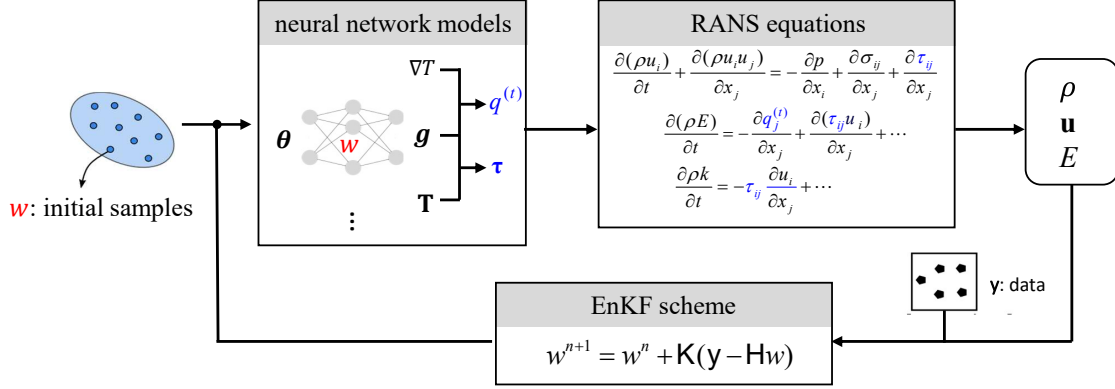 neural network models
∇T
q^(t)
θ
w
g
τ
T
⋮
w: initial samples
RANS equations
∂(ρu_i)/∂t + ∂(ρu_i u_j)/∂x_j = −∂p/∂x_i + ∂σ_ij/∂x_j + ∂τ_ij/∂x_j
∂(ρE)/∂t = −∂q_j^(t)/∂x_j + ∂(τ_ij u_i)/∂x_j + ⋯
∂ρk/∂t = −τ_ij ∂u_i/∂x_j + ⋯
ρ
u
E
y: data
EnKF scheme
w^(n+1) = w^n + K(y − Hw)